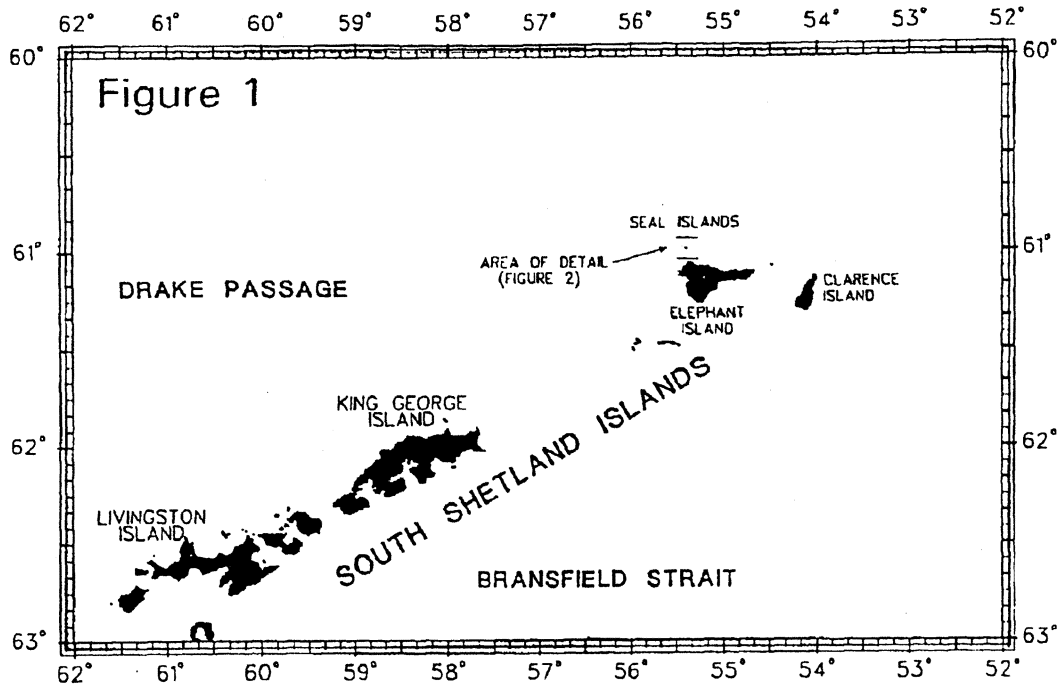 62° 61° 60° 59° 58° 57° 56° 55° 54° 53° 52°
60° 60°
Figure 1
SEAL ISLANDS
61° 61°
AREA OF DETAIL
(FIGURE 2)
DRAKE PASSAGE
CLARENCE
ISLAND
ELEPHANT
ISLAND
KING GEORGE
ISLAND
SOUTH SHETLAND ISLANDS
62° 62°
LIVINGSTON
ISLAND
BRANSFIELD STRAIT
63° 63°
62° 61° 60° 59° 58° 57° 56° 55° 54° 53° 52°